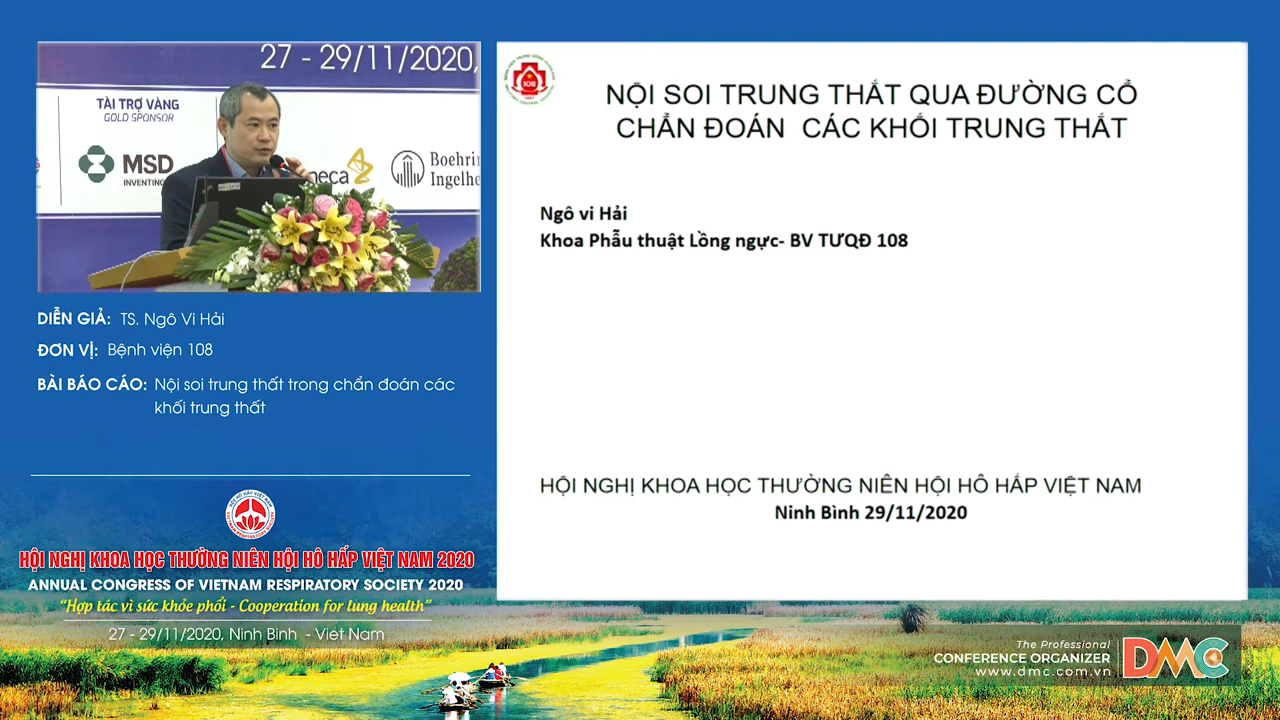 27 - 29/11/2020,
TÀI TRỢ VÀNG
GOLD SPONSOR
MSD
INVENTING
neca
Boehrin
Ingelhe
DIỄN GIẢ: TS. Ngô Vi Hải
ĐƠN VỊ: Bệnh viện 108
BÀI BÁO CÁO: Nội soi trung thất trong chẩn đoán các
khối trung thất
HỘI HÔ HẤP VIỆT NAM
HỘI NGHỊ KHOA HỌC THƯỜNG NIÊN HỘI HÔ HẤP VIỆT NAM 2020
ANNUAL CONGRESS OF VIETNAM RESPIRATORY SOCIETY 2020
“Hợp tác vì sức khỏe phổi - Cooperation for lung health”
27 - 29/11/2020, Ninh Bình - Viet Nam
108
NỘI SOI TRUNG THẤT QUA ĐƯỜNG CỔ
CHẨN ĐOÁN CÁC KHỐI TRUNG THẤT
Ngô vi Hải
Khoa Phẫu thuật Lồng ngực- BV TƯQĐ 108
HỘI NGHỊ KHOA HỌC THƯỜNG NIÊN HỘI HÔ HẤP VIỆT NAM
Ninh Bình 29/11/2020
The Professional
CONFERENCE ORGANIZER
www.dmc.com.vn
DMC